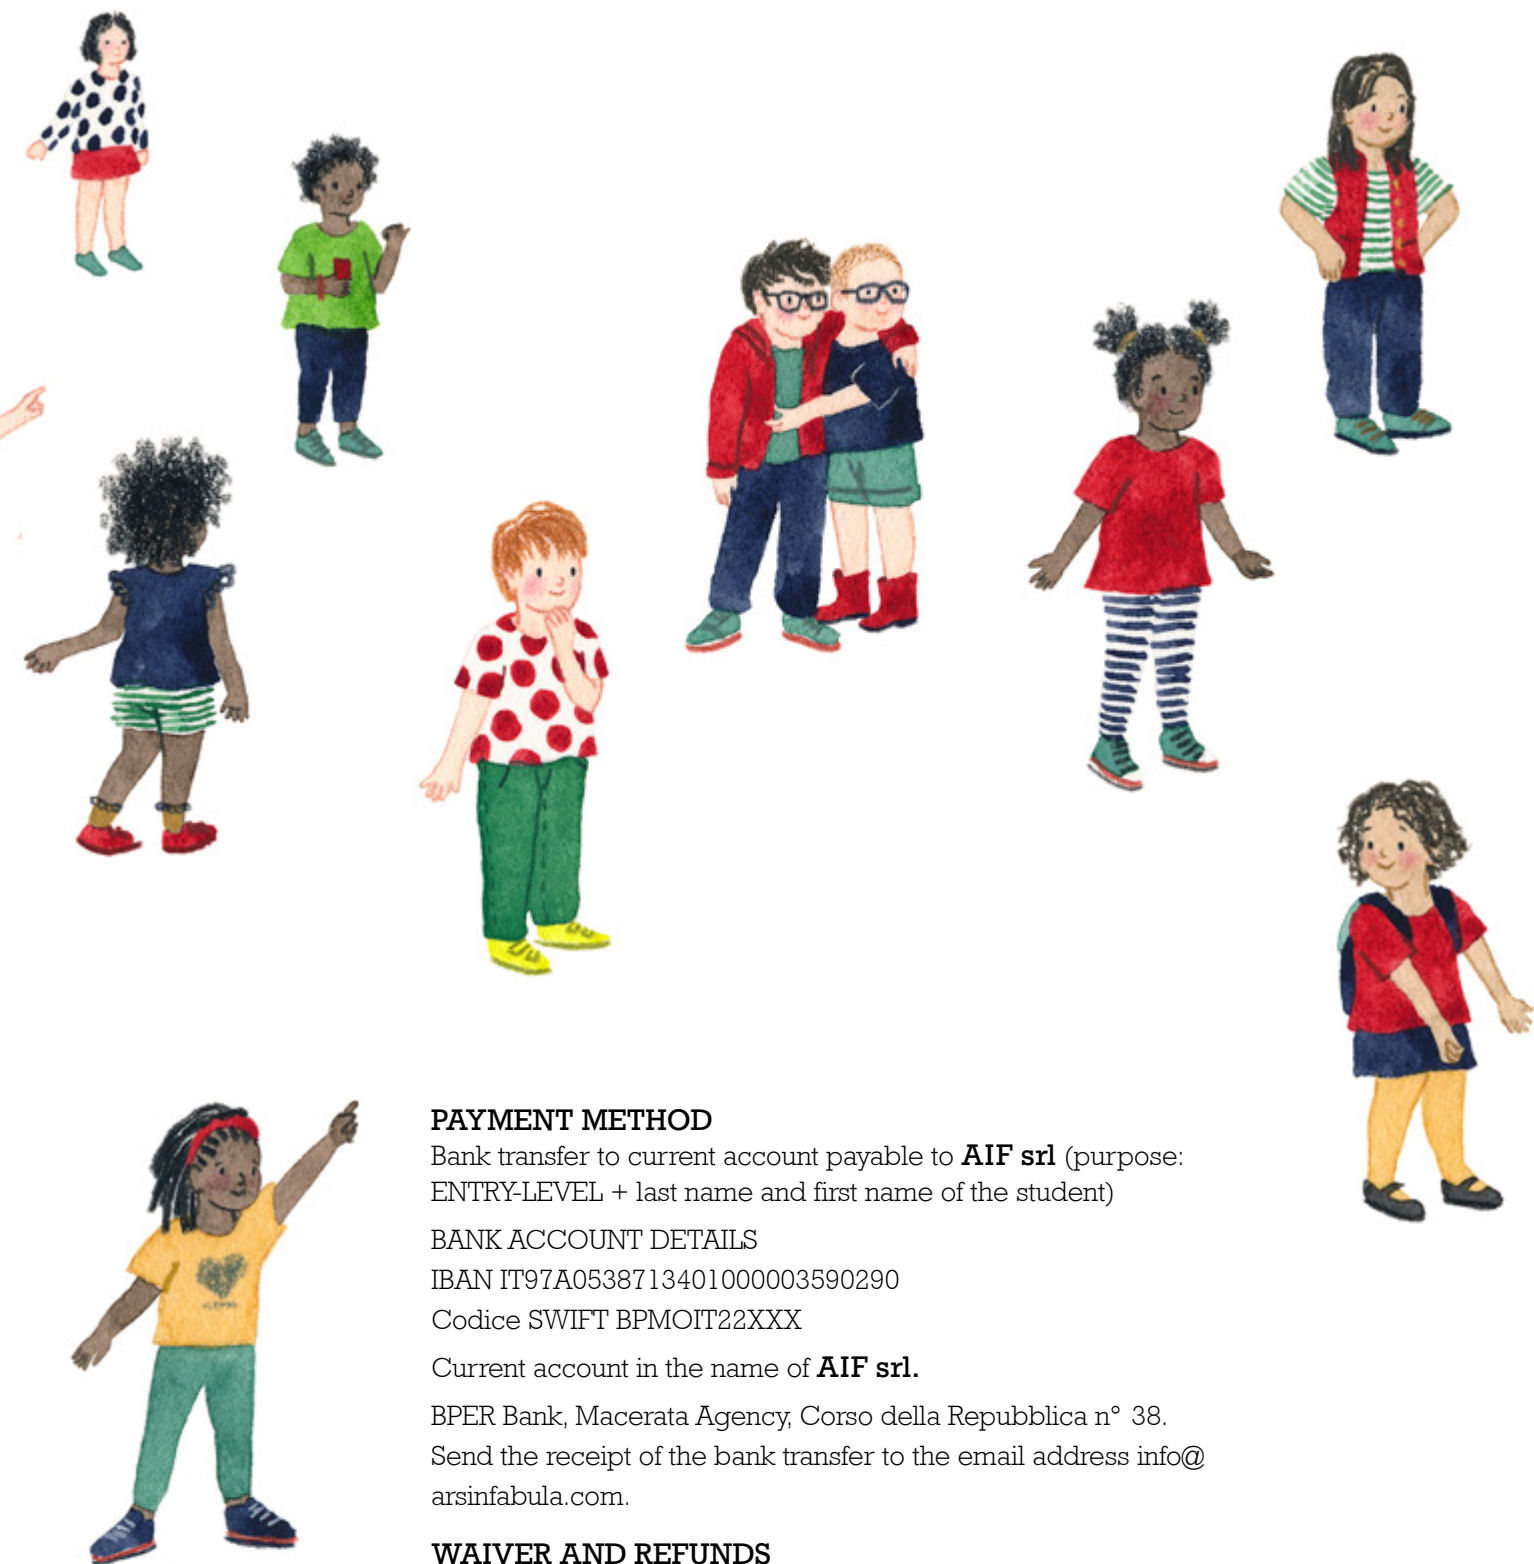 PAYMENT METHOD
Bank transfer to current account payable to AIF srl (purpose:
ENTRY-LEVEL + last name and first name of the student)
BANK ACCOUNT DETAILS
IBAN IT97A0538713401000003590290
Codice SWIFT BPMOIT22XXX
Current account in the name of AIF srl.
BPER Bank, Macerata Agency, Corso della Repubblica n° 38.
Send the receipt of the bank transfer to the email address info@
arsinfabula.com.
WAIVER AND REFUNDS